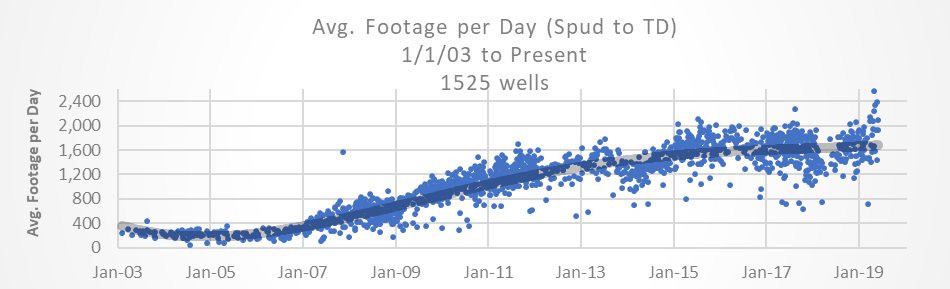 Avg. Footage per Day (Spud to TD)
1/1/03 to Present
1525 wells
Avg. Footage per Day
2,400
2,000
1,600
1,200
800
400
0
Jan-03 Jan-05 Jan-07 Jan-09 Jan-11 Jan-13 Jan-15 Jan-17 Jan-19